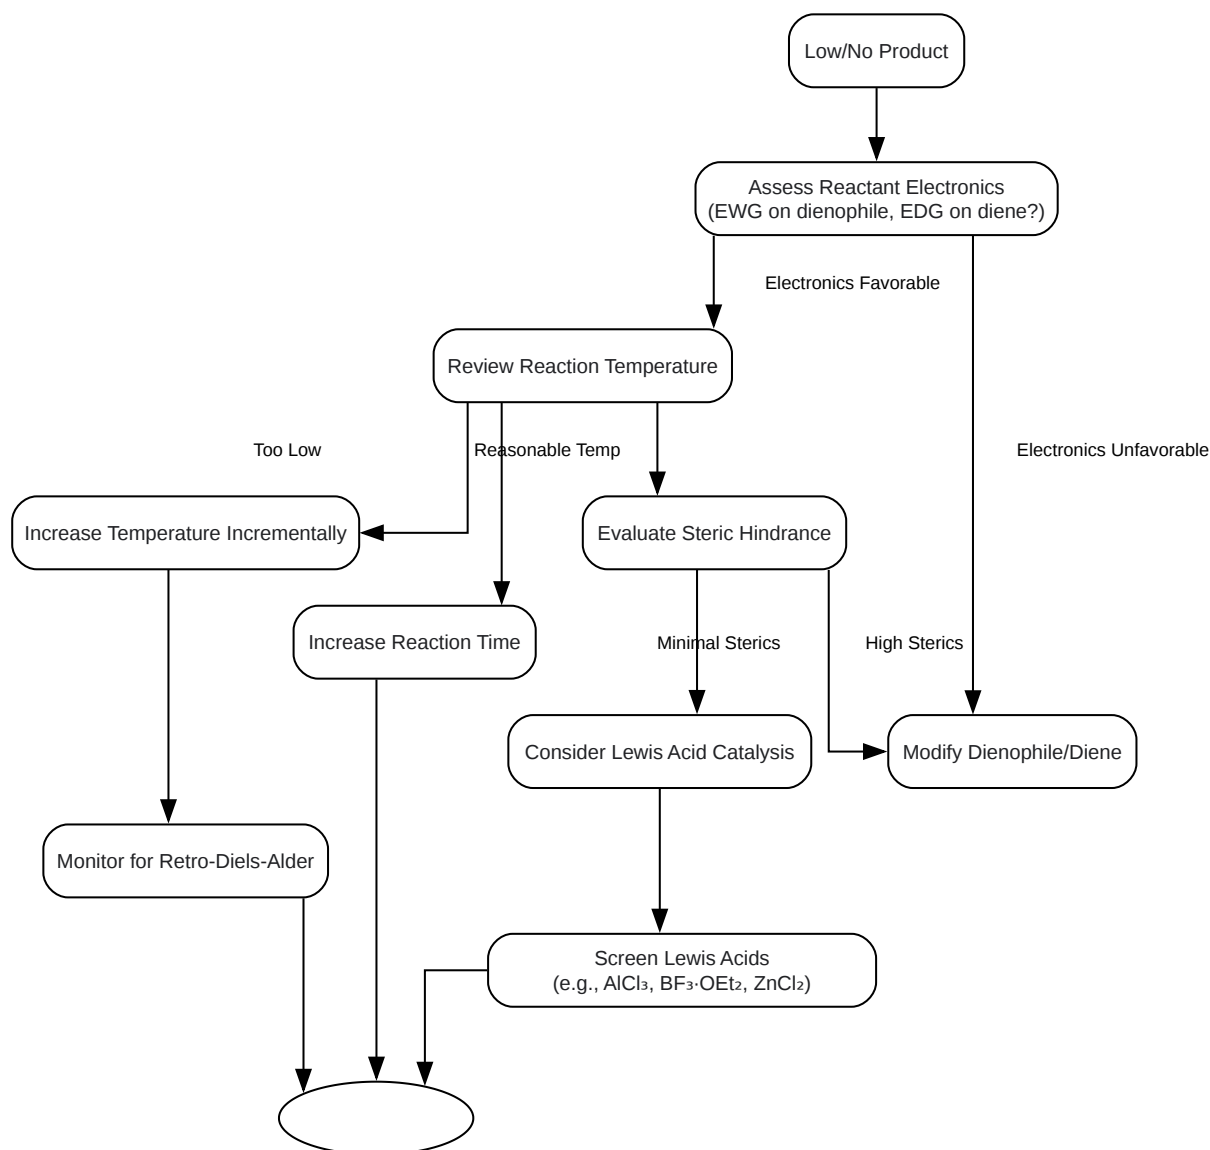 Low/No Product
Assess Reactant Electronics
(EWG on dienophile, EDG on diene?)
Electronics Favorable
Review Reaction Temperature
Too Low
Reasonable Temp
Electronics Unfavorable
Increase Temperature Incrementally
Evaluate Steric Hindrance
Increase Reaction Time
Minimal Sterics
High Sterics
Consider Lewis Acid Catalysis
Modify Dienophile/Diene
Monitor for Retro-Diels-Alder
Screen Lewis Acids
(e.g., AlCl₃, BF₃·OEt₂, ZnCl₂)